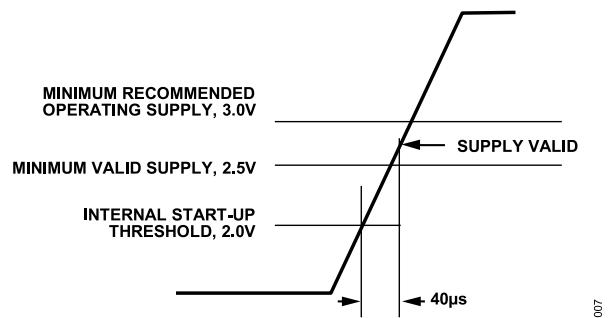 MINIMUM RECOMMENDED
OPERATING SUPPLY, 3.0V
SUPPLY VALID
MINIMUM VALID SUPPLY, 2.5V
INTERNAL START-UP
THRESHOLD, 2.0V
40μs
007